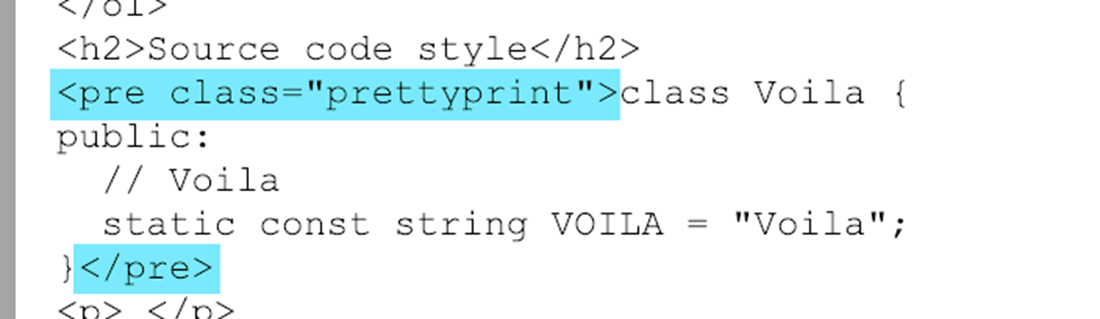 </ol>
<h2>Source code style</h2>
<pre class="prettyprint">class Voila {
public:
  // Voila
  static const string VOILA = "Voila";
}</pre>
<p> </p>